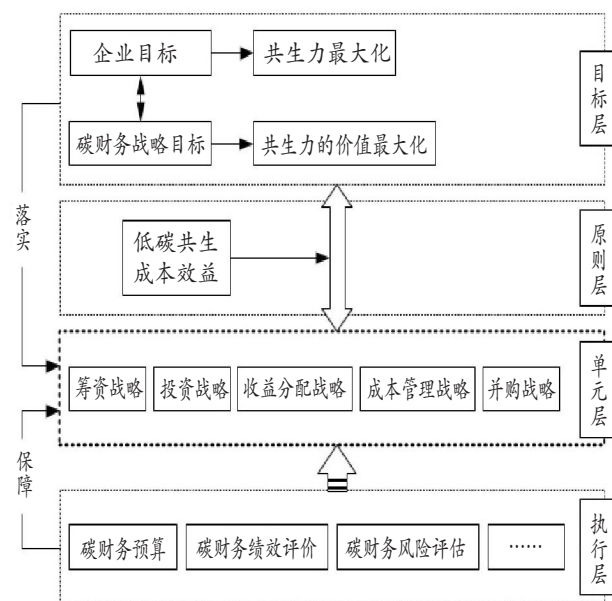 企业目标
共生力最大化
碳财务战略目标
共生力的价值最大化
目标层
落实
低碳共生
成本效益
原则层
筹资战略
投资战略
收益分配战略
成本管理战略
并购战略
单元层
保障
碳财务预算
碳财务绩效评价
碳财务风险评估
……
执行层